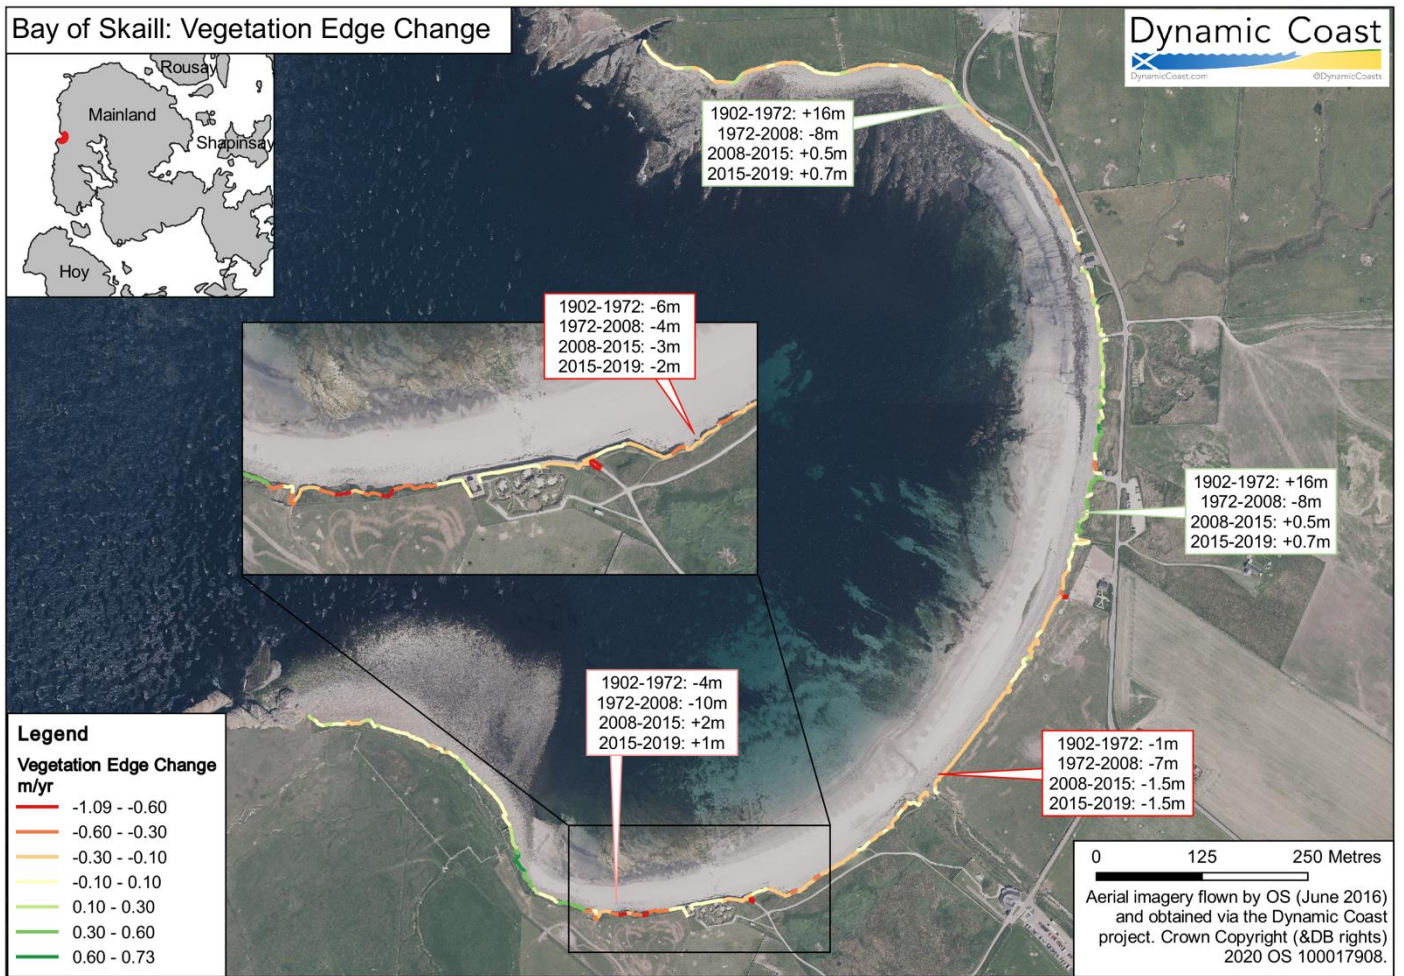 Bay of Skaill: Vegetation Edge Change
Rousay
Mainland
Shapinsay
Hoy
Dynamic Coast
DynamicCoast.com
@DynamicCoasts
1902-1972: +16m
1972-2008: -8m
2008-2015: +0.5m
2015-2019: +0.7m
1902-1972: -6m
1972-2008: -4m
2008-2015: -3m
2015-2019: -2m
1902-1972: +16m
1972-2008: -8m
2008-2015: +0.5m
2015-2019: +0.7m
1902-1972: -4m
1972-2008: -10m
2008-2015: +2m
2015-2019: +1m
1902-1972: -1m
1972-2008: -7m
2008-2015: -1.5m
2015-2019: -1.5m
Legend
Vegetation Edge Change
m/yr
-1.09 - -0.60
-0.60 - -0.30
-0.30 - -0.10
-0.10 - 0.10
0.10 - 0.30
0.30 - 0.60
0.60 - 0.73
0 125 250 Metres
Aerial imagery flown by OS (June 2016)
and obtained via the Dynamic Coast
project. Crown Copyright (&DB rights)
2020 OS 100017908.